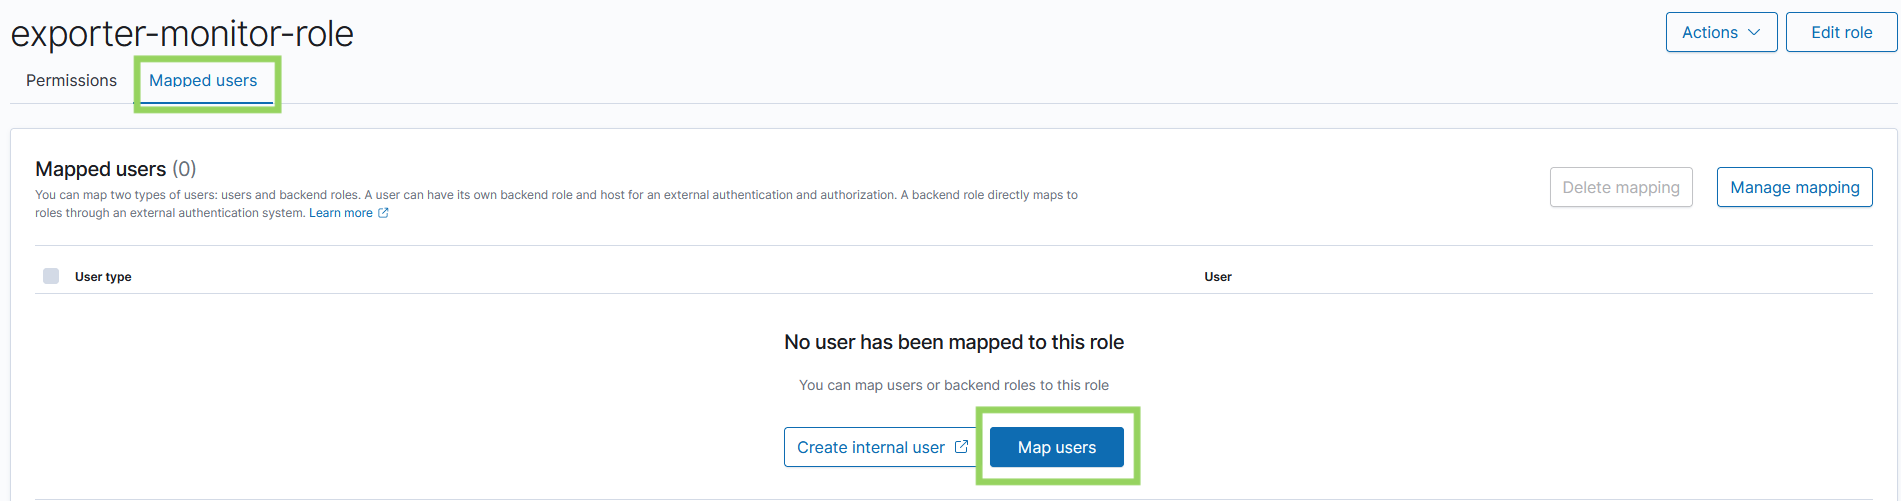 exporter-monitor-role
Actions
Edit role
Permissions
Mapped users
Mapped users (0)
You can map two types of users: users and backend roles. A user can have its own backend role and host for an external authentication and authorization. A backend role directly maps to
roles through an external authentication system. Learn more
Delete mapping
Manage mapping
User type
User
No user has been mapped to this role
You can map users or backend roles to this role
Create internal user
Map users